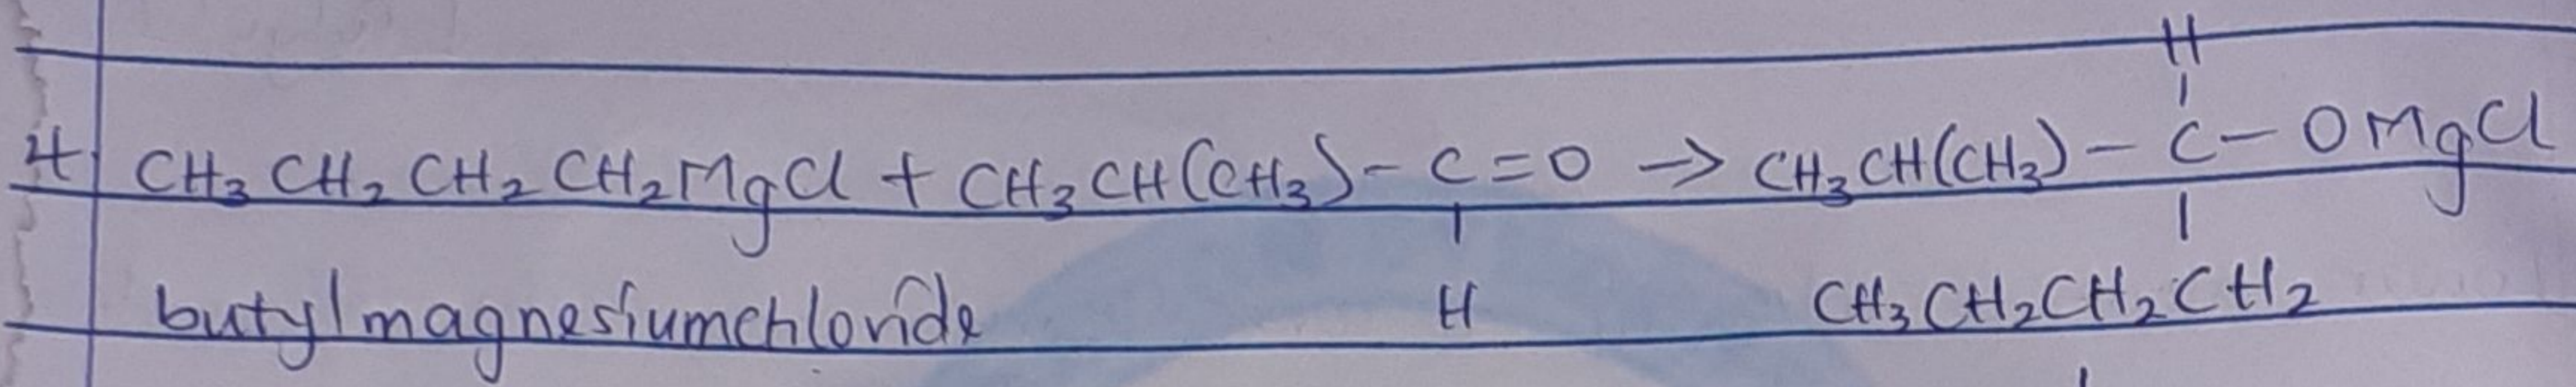 H
4 CH₃CH₂CH₂CH₂MgCl + CH₃CH(CH₃)-C=O → CH₃CH(CH₃)-C-OMgCl
butylmagnesiumchloride H CH₃CH₂CH₂CH₂